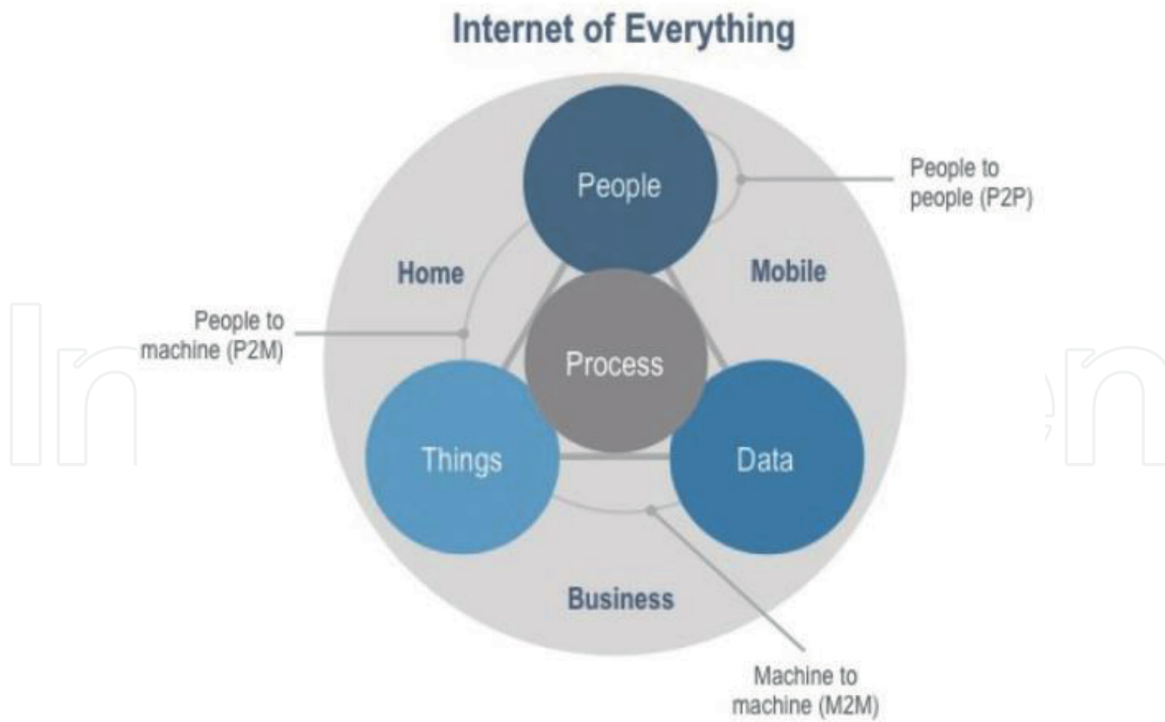 Internet of Everything
People
People to
people (P2P)
Home
Mobile
People to
machine (P2M)
Process
Things
Data
Business
Machine to
machine (M2M)